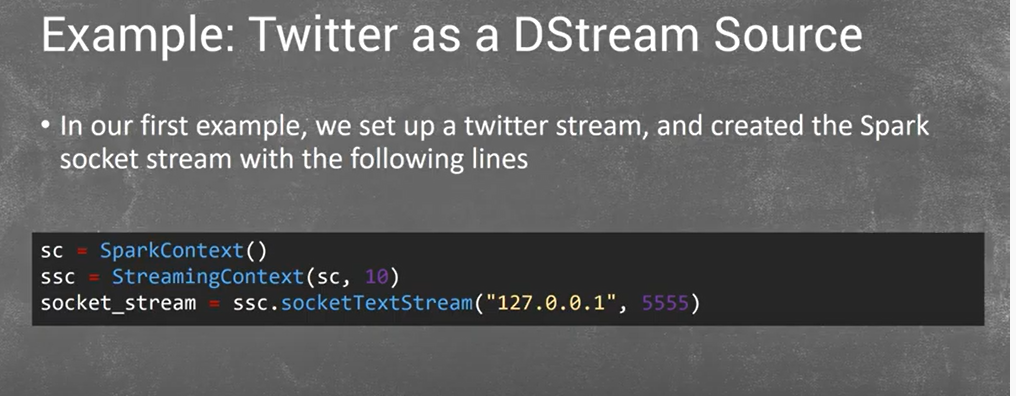 Example: Twitter as a DStream Source
• In our first example, we set up a twitter stream, and created the Spark
socket stream with the following lines
sc = SparkContext()
ssc = StreamingContext(sc, 10)
socket_stream = ssc.socketTextStream("127.0.0.1", 5555)